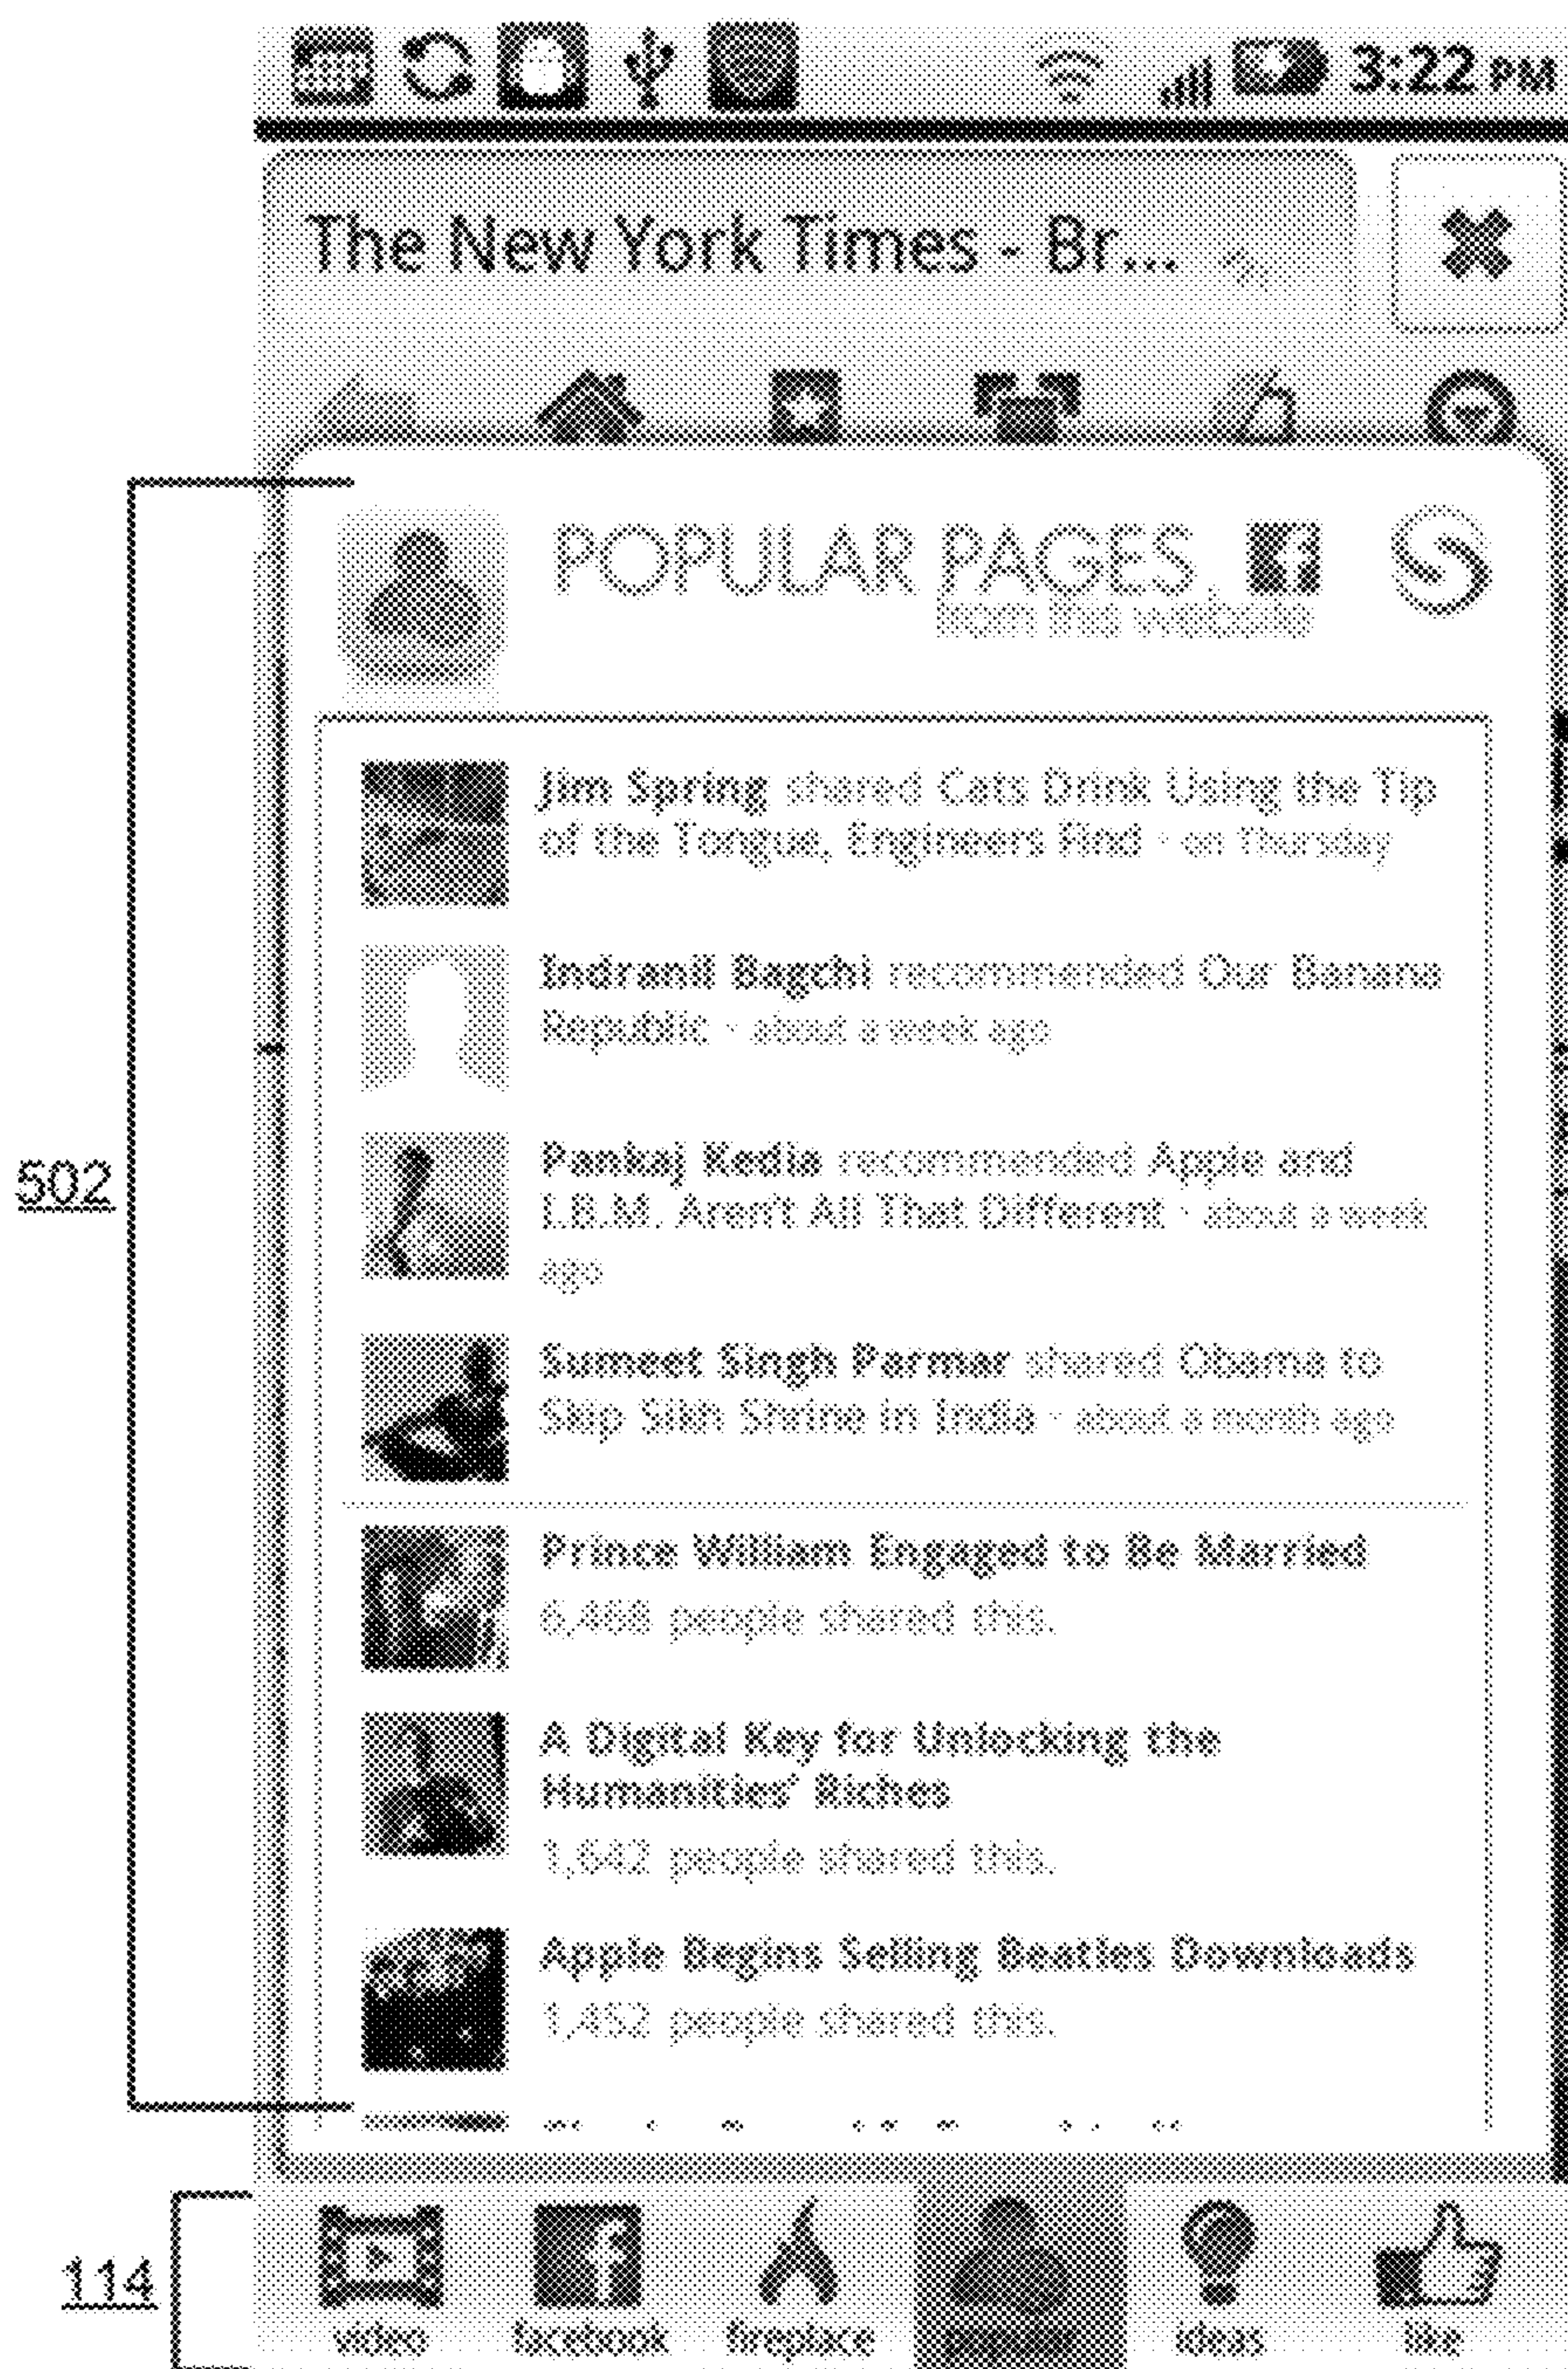 3:22 PM
The New York Times - Br...
POPULAR PAGES
from this website
Jim Spring shared Cats Drink Using the Tip
of the Tongue, Engineers Find · on Thursday
Indranil Bagchi recommended Our Banana
Republic · about a week ago
Pankaj Kedia recommended Apple and
I.B.M. Aren't All That Different · about a week
ago
502
Sumeet Singh Parmar shared Obama to
Skip Sikh Shrine in India · about a month ago
Prince William Engaged to Be Married
6,468 people shared this.
A Digital Key for Unlocking the
Humanities' Riches
1,642 people shared this.
Apple Begins Selling Beatles Downloads
1,452 people shared this.
114
video facebook fireplace popular ideas like